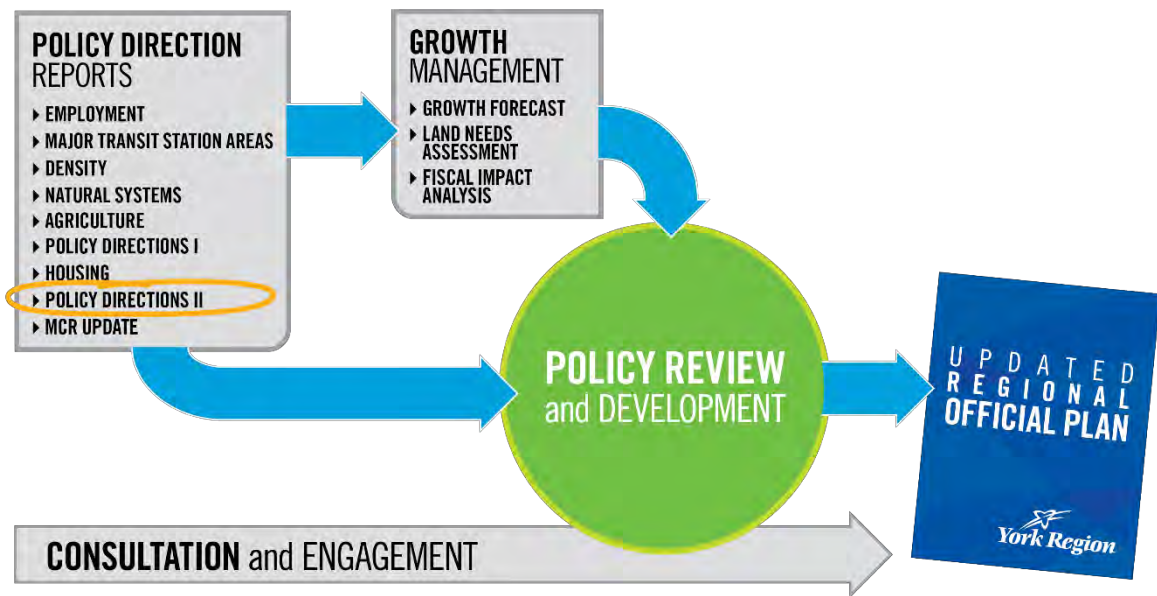 POLICY DIRECTION
REPORTS
EMPLOYMENT
MAJOR TRANSIT STATION AREAS
DENSITY
NATURAL SYSTEMS
AGRICULTURE
POLICY DIRECTIONS I
HOUSING
POLICY DIRECTIONS II
MCR UPDATE
GROWTH
MANAGEMENT
GROWTH FORECAST
LAND NEEDS
ASSESSMENT
FISCAL IMPACT
ANALYSIS
POLICY REVIEW
and DEVELOPMENT
UPDATED
REGIONAL
OFFICIAL PLAN
York Region
CONSULTATION and ENGAGEMENT